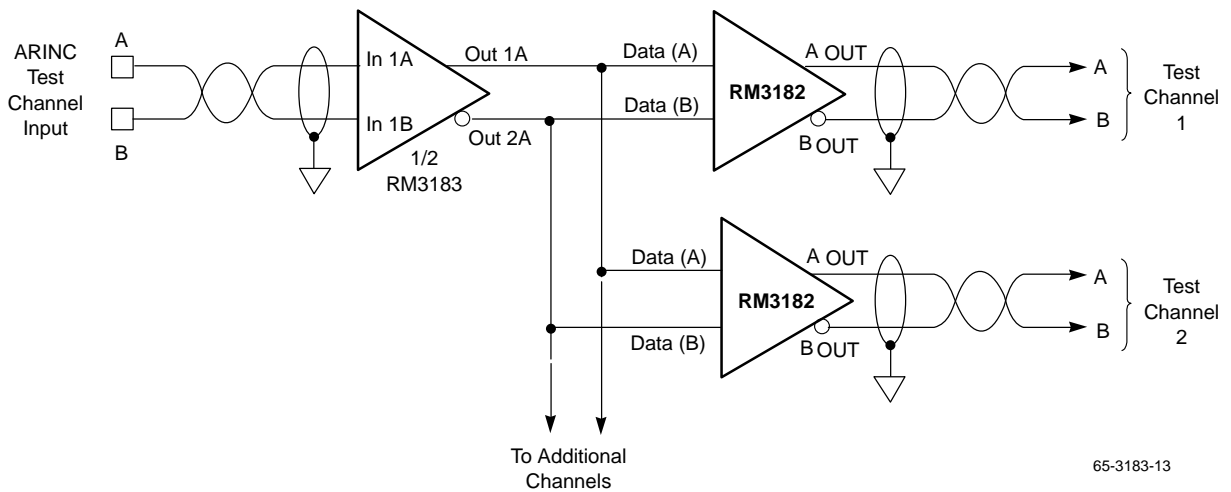 ARINC
Test
Channel
Input
A
B
In 1A
In 1B
Out 1A
Out 2A
1/2
RM3183
Data (A)
Data (B)
RM3182
A OUT
B OUT
A
B
Test
Channel
1
Data (A)
Data (B)
RM3182
A OUT
B OUT
A
B
Test
Channel
2
To Additional
Channels
65-3183-13